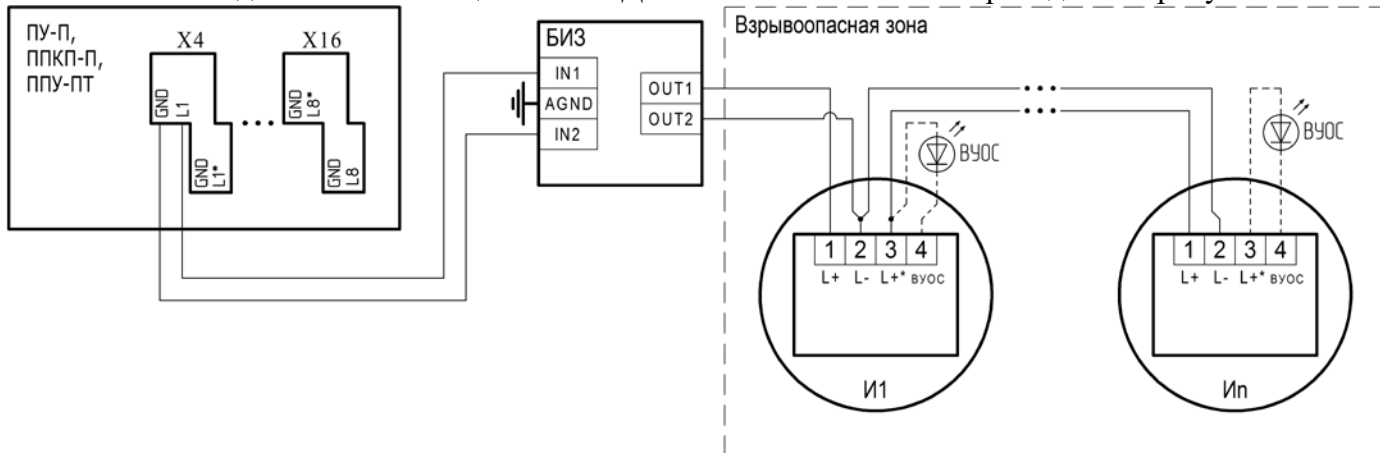 ПУ-П,
ППКП-П,
ППУ-ПТ
X4
X16
GND
L1
GND
L1*
GND
L8*
GND
L8
БИЗ
IN1
AGND
IN2
OUT1
OUT2
Взрывоопасная зона
ВУОС
ВУОС
1 2 3 4
L+ L- L+* ВУОС
И1
1 2 3 4
L+ L- L+* ВУОС
Иn